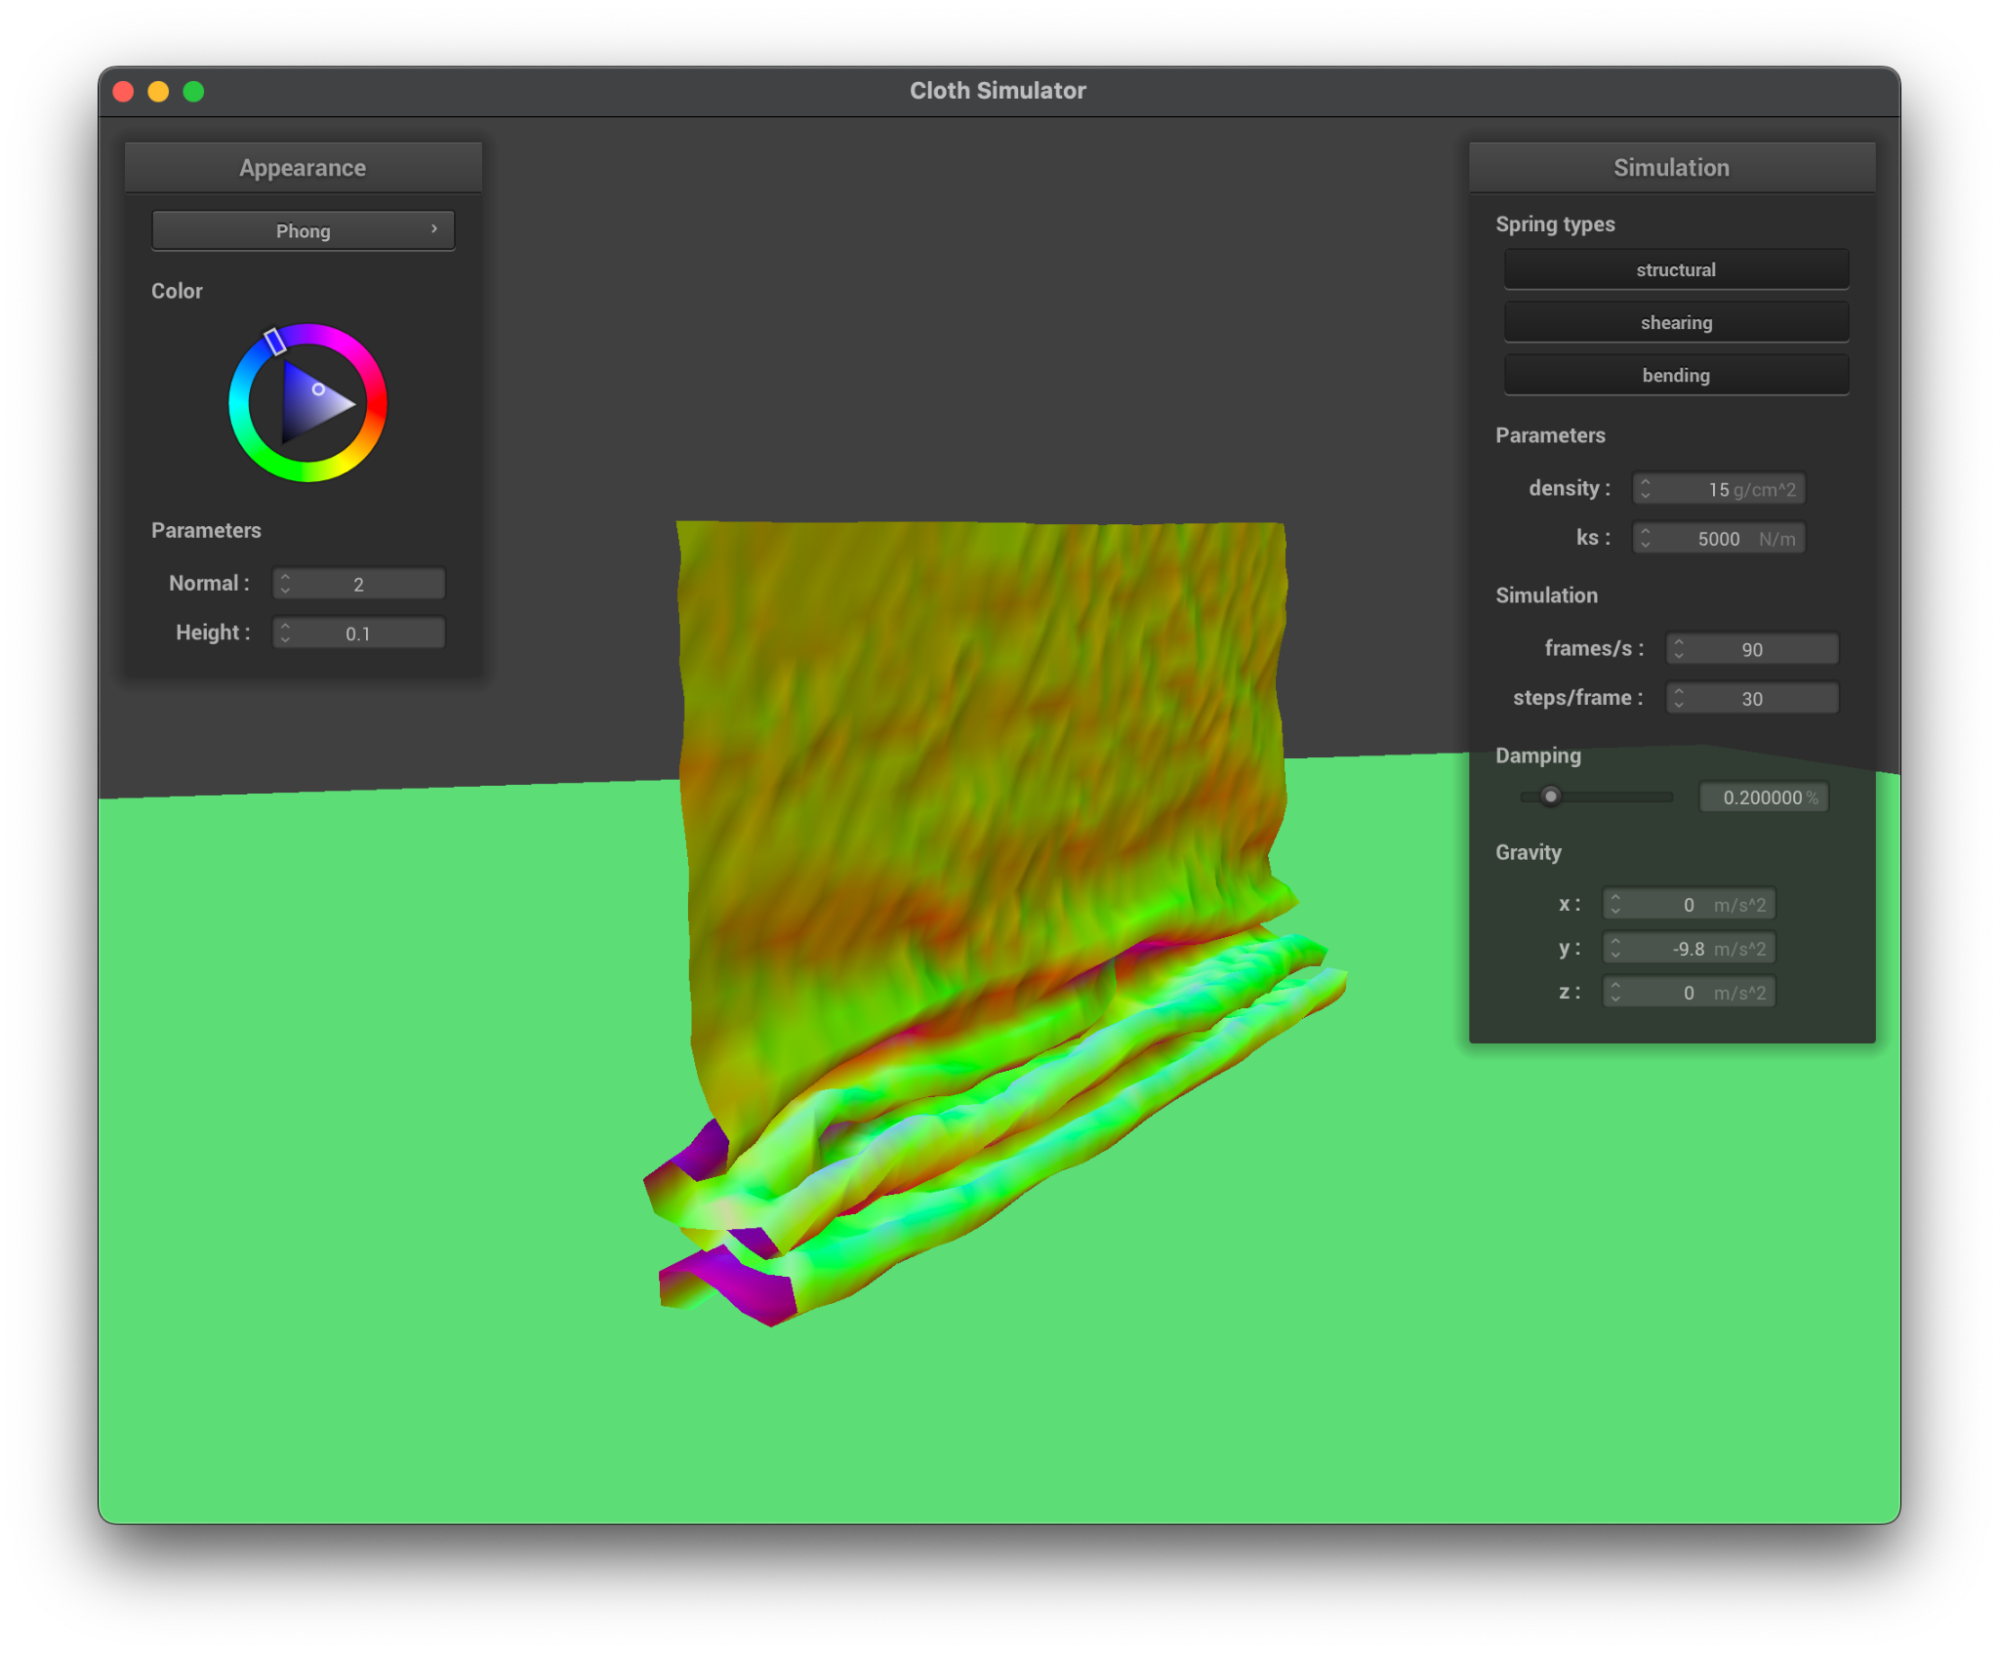 Cloth Simulator
Appearance
Phong
Color
Parameters
Normal : 2
Height : 0.1
Simulation
Spring types
structural
shearing
bending
Parameters
density : 15 g/cm^2
ks : 5000 N/m
Simulation
frames/s : 90
steps/frame : 30
Damping
0.200000 %
Gravity
x : 0 m/s^2
y : -9.8 m/s^2
z : 0 m/s^2